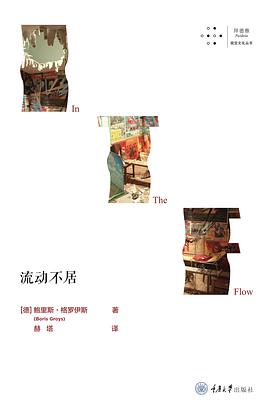 拜德雅
Paideia
视觉文化丛书
In
The
Flow
流动不居
[德] 鲍里斯·格罗伊斯 著
(Boris Groys)
赫塔 译
重庆大学出版社